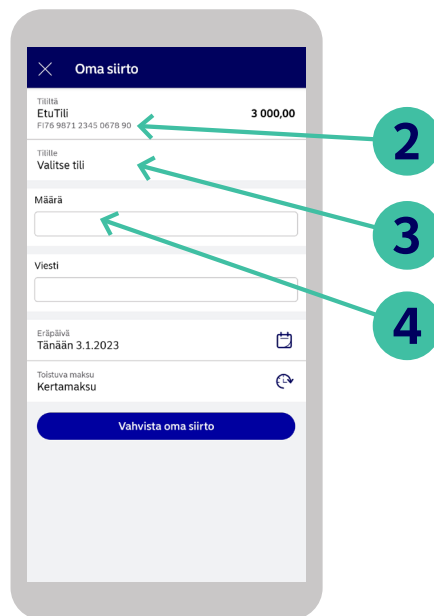 Oma siirto
Tililtä
EtuTili 3 000,00
FI76 9871 2345 0678 90
2
Tilille
Valitse tili
3
Määrä
4
Viesti
Eräpäivä
Tänään 3.1.2023
Toistuva maksu
Kertamaksu
Vahvista oma siirto